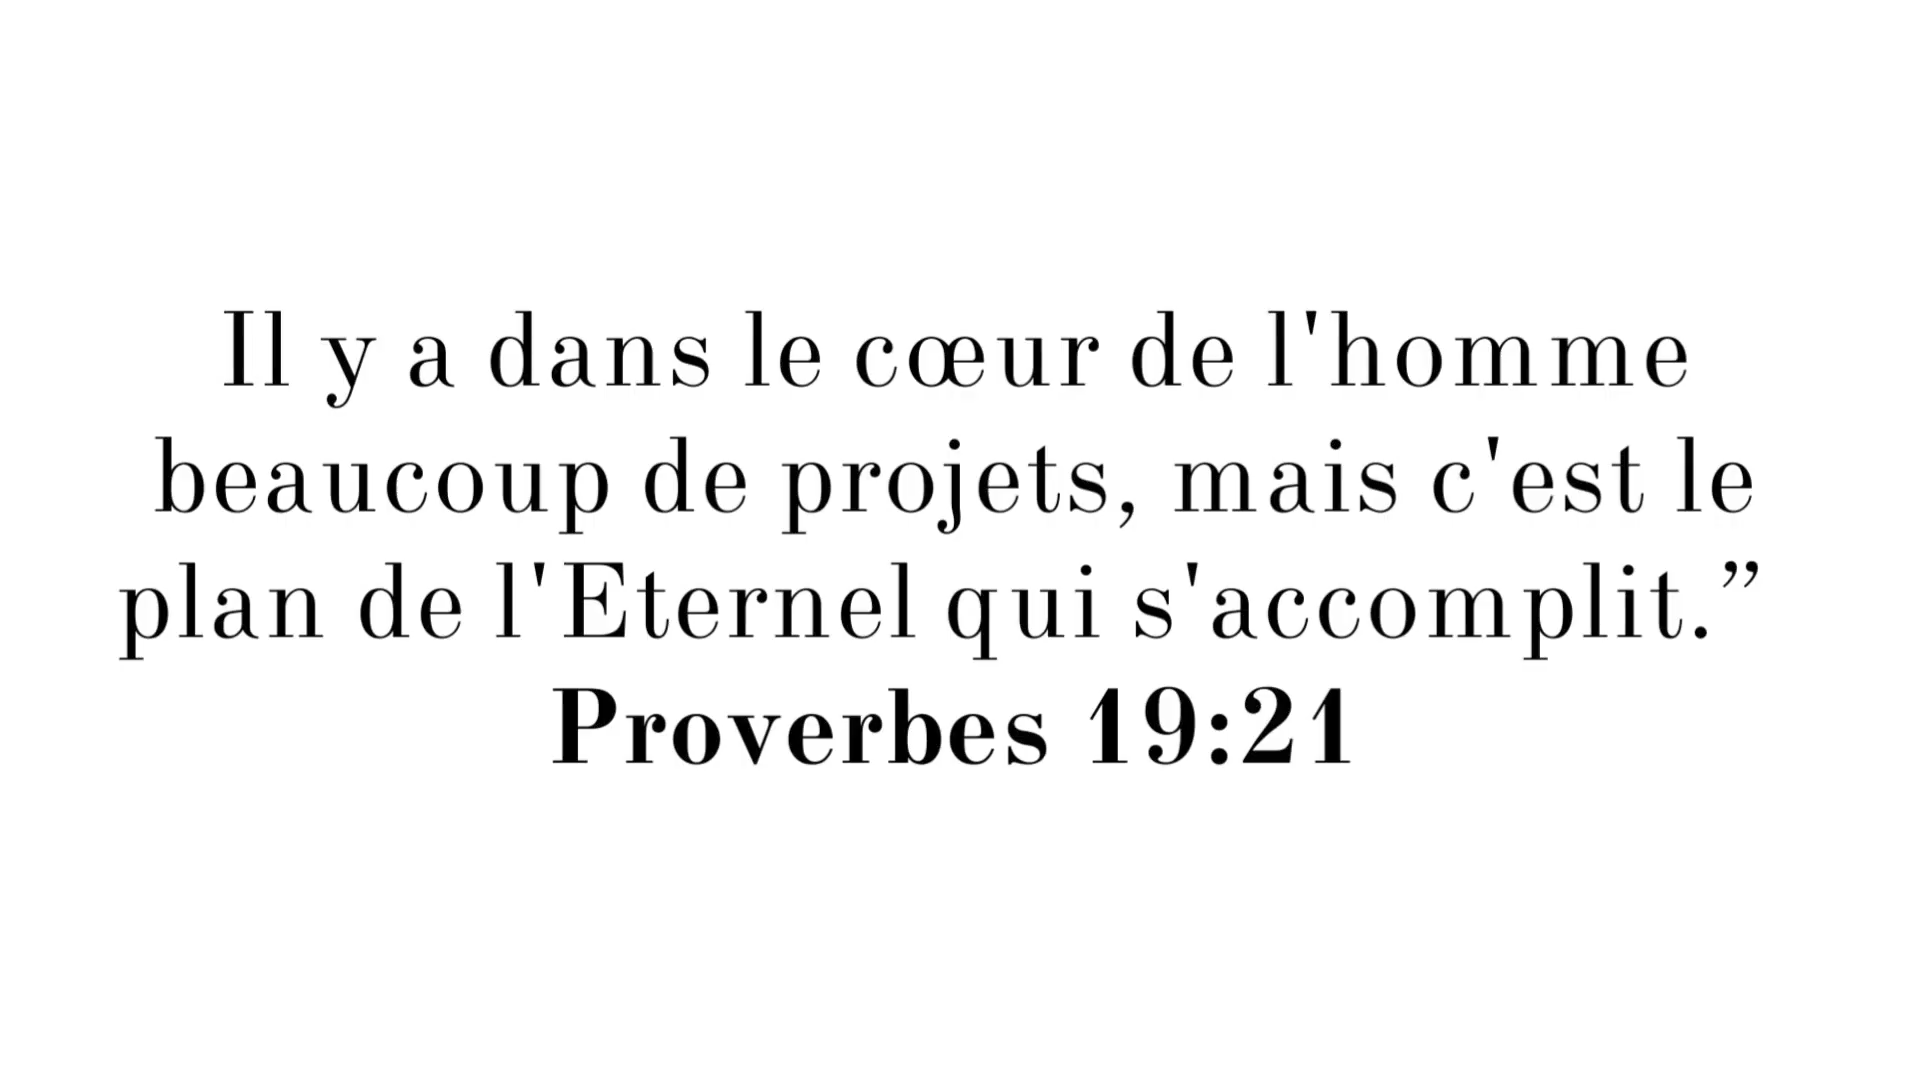 Il y a dans le cœur de l'homme
beaucoup de projets, mais c'est le
plan de l'Eternel qui s'accomplit.”
Proverbes 19:21